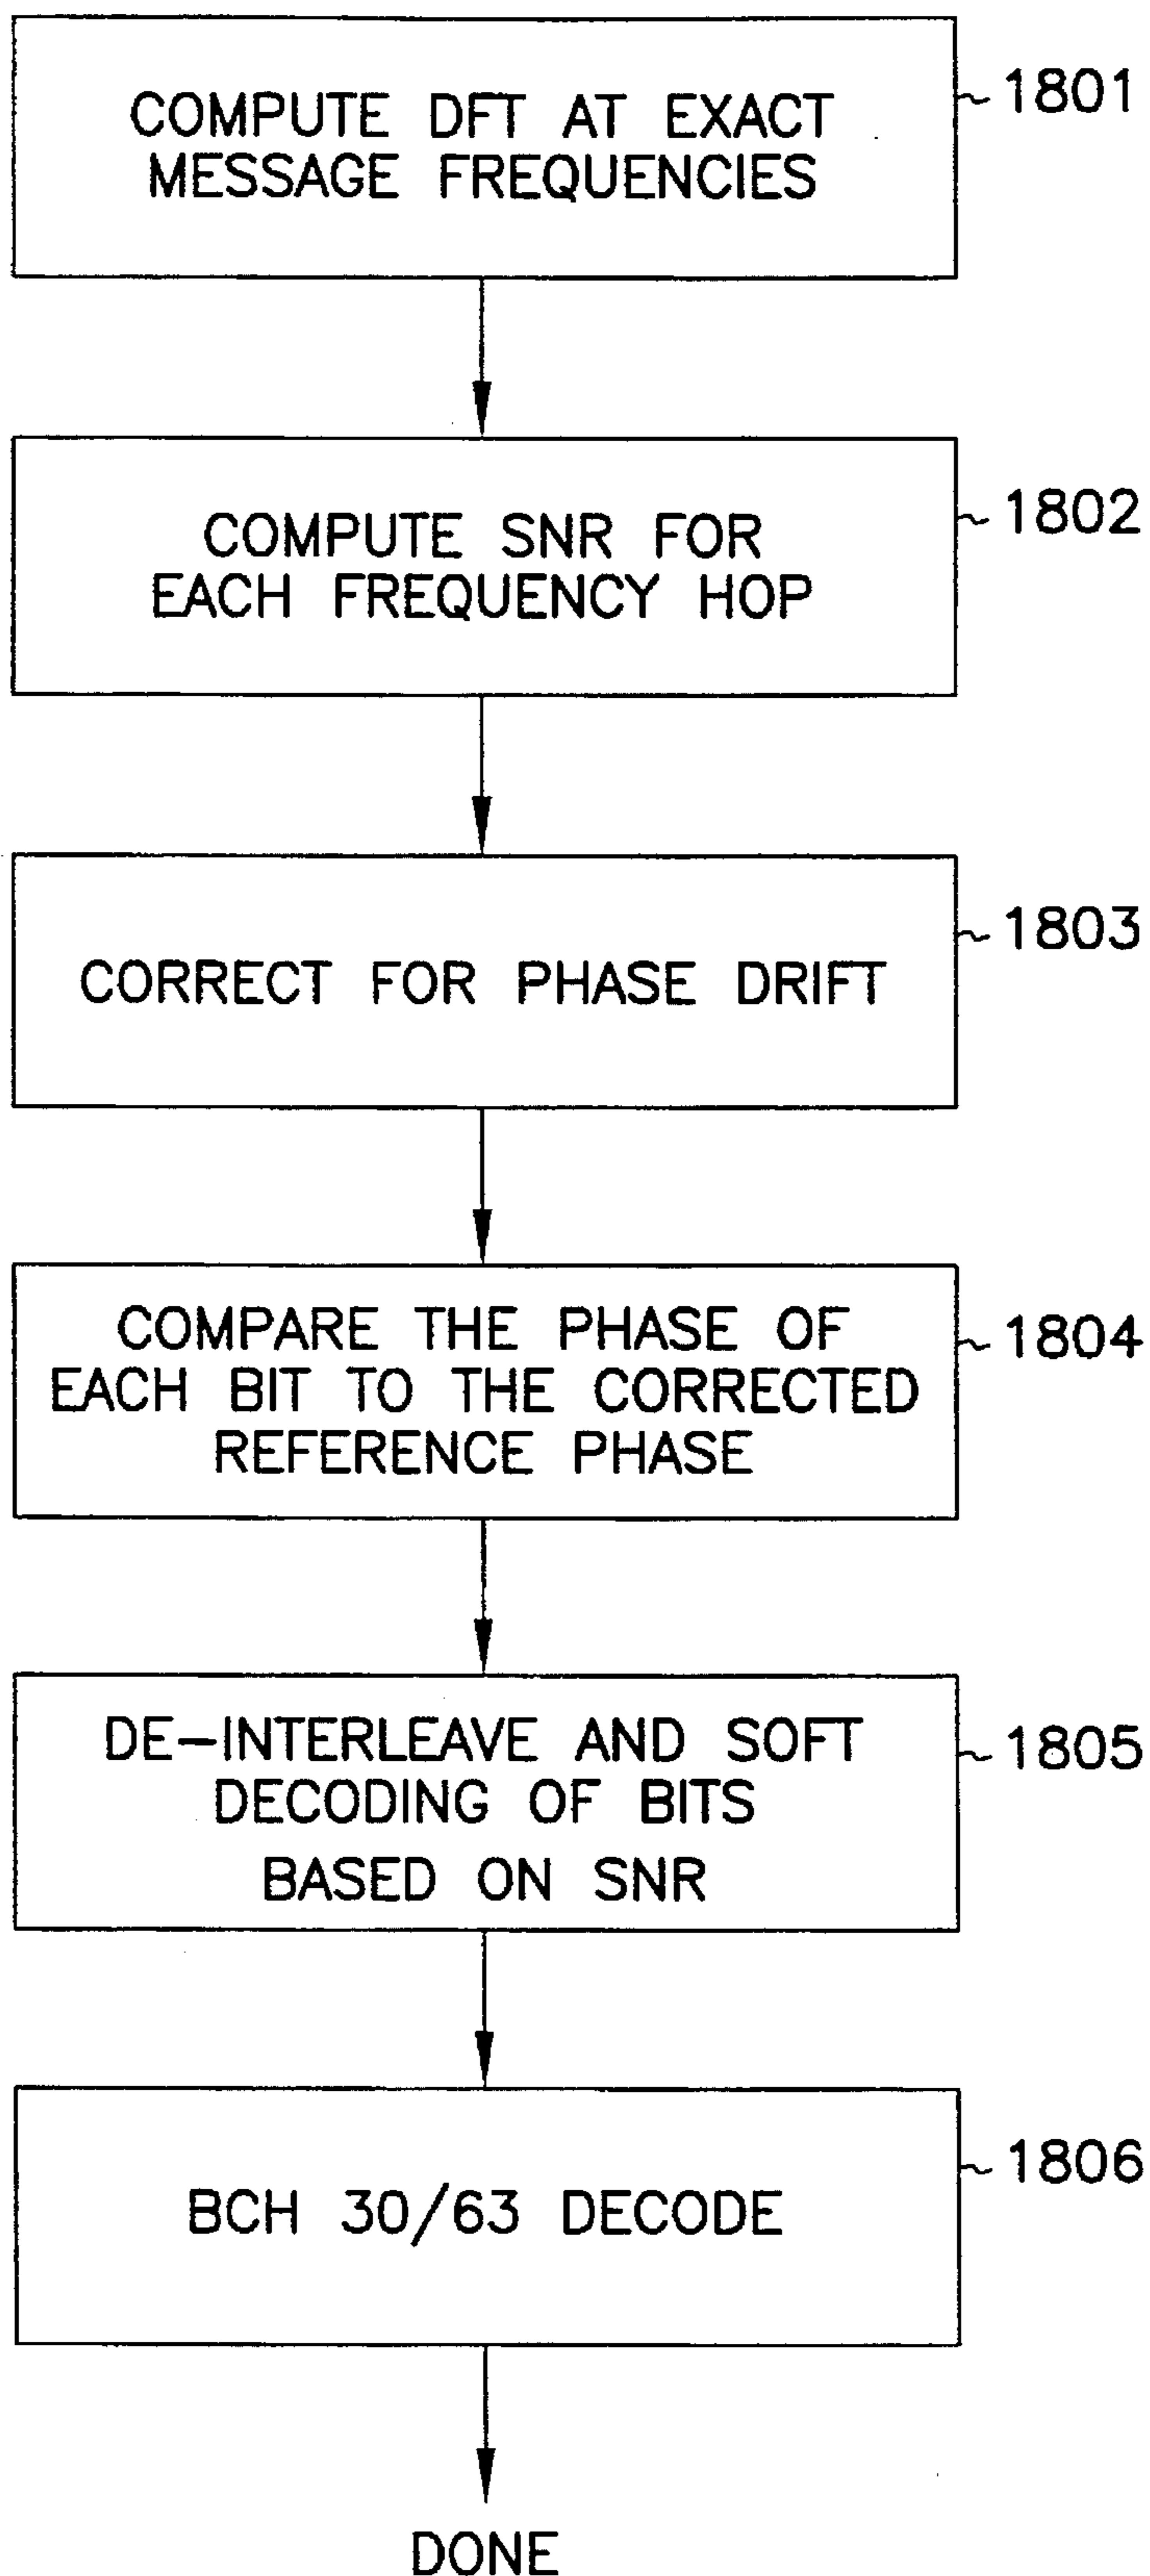 COMPUTE DFT AT EXACT
MESSAGE FREQUENCIES
1801
COMPUTE SNR FOR
EACH FREQUENCY HOP
1802
CORRECT FOR PHASE DRIFT
1803
COMPARE THE PHASE OF
EACH BIT TO THE CORRECTED
REFERENCE PHASE
1804
DE-INTERLEAVE AND SOFT
DECODING OF BITS
BASED ON SNR
1805
BCH 30/63 DECODE
1806
DONE